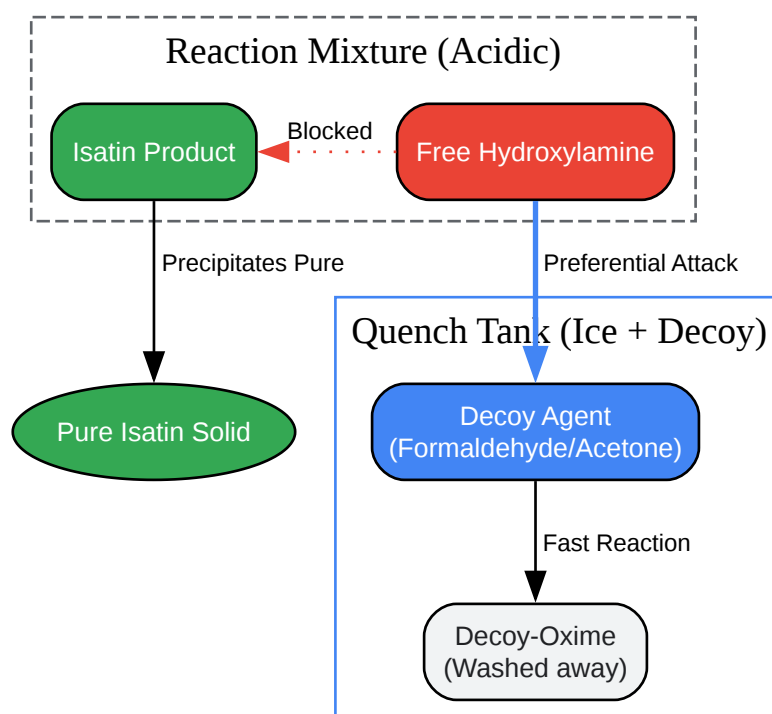 Reaction Mixture (Acidic)
Isatin Product
Blocked
Free Hydroxylamine
Precipitates Pure
Preferential Attack
Quench Tank (Ice + Decoy)
Pure Isatin Solid
Decoy Agent
(Formaldehyde/Acetone)
Fast Reaction
Decoy-Oxime
(Washed away)